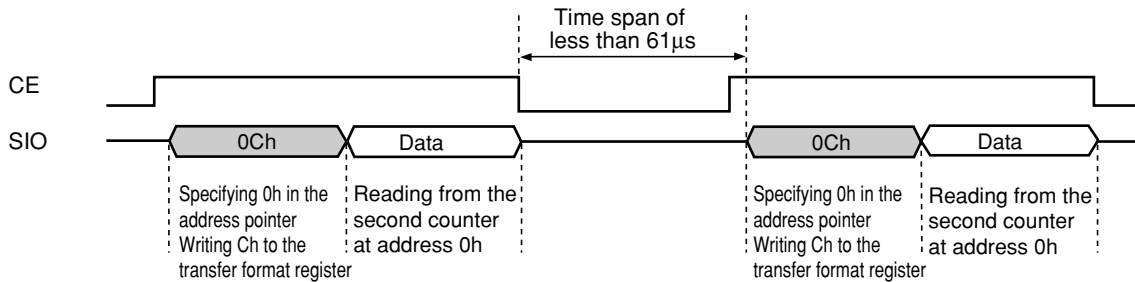 Time span of
less than 61μs
CE
SIO
0Ch
Data
0Ch
Data
Specifying 0h in the
address pointer
Writing Ch to the
transfer format register
Reading from the
second counter
at address 0h
Specifying 0h in the
address pointer
Writing Ch to the
transfer format register
Reading from the
second counter
at address 0h